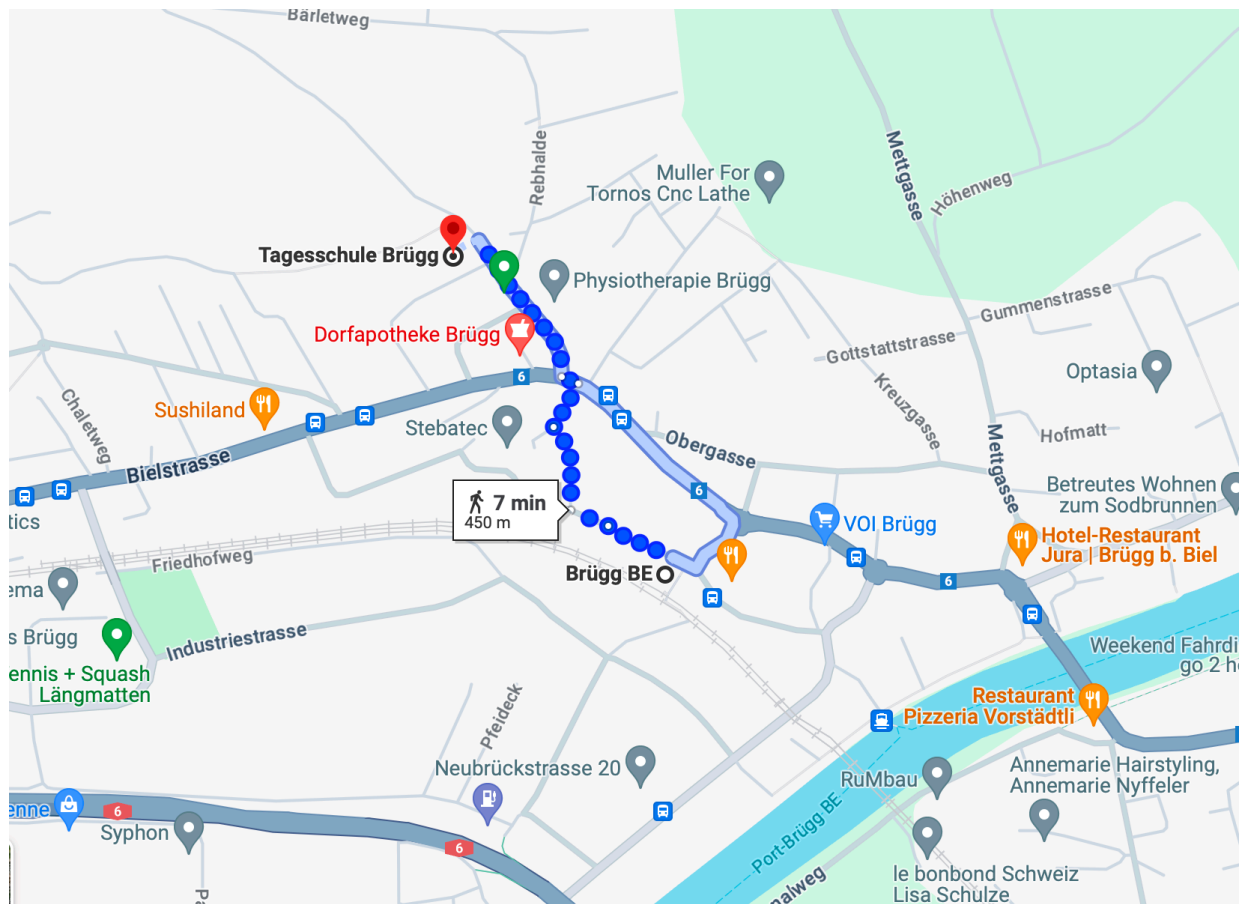 Bärletweg
Rebhalde
Mettgasse
Muller For
Tornos Cnc Lathe
Höhenweg
Tagesschule Brügg
Physiotherapie Brügg
Gummenstrasse
Dorfapotheke Brügg
Gottstattstrasse
6
Optasia
Kreuzgasse
Chaletweg
Sushiland
Stebatec
Obergasse
Mettgasse
Hofmatt
Bielstrasse
6
7 min
450 m
Betreutes Wohnen
zum Sodbrunnen
tics
VOI Brügg
Hotel-Restaurant
Jura | Brügg b. Biel
Friedhofweg
Brügg BE
6
ema
s Brügg
Industriestrasse
Weekend Fahrdi
go 2 h
ennis + Squash
Längmatten
Restaurant
Pizzeria Vorstädtli
Pfeideck
Neubrückstrasse 20
RuMbau
Annemarie Hairstyling,
Annemarie Nyffeler
enne
6
Syphon
6
Port-Brügg BE
le bonbond Schweiz
Lisa Schulze
nalweg